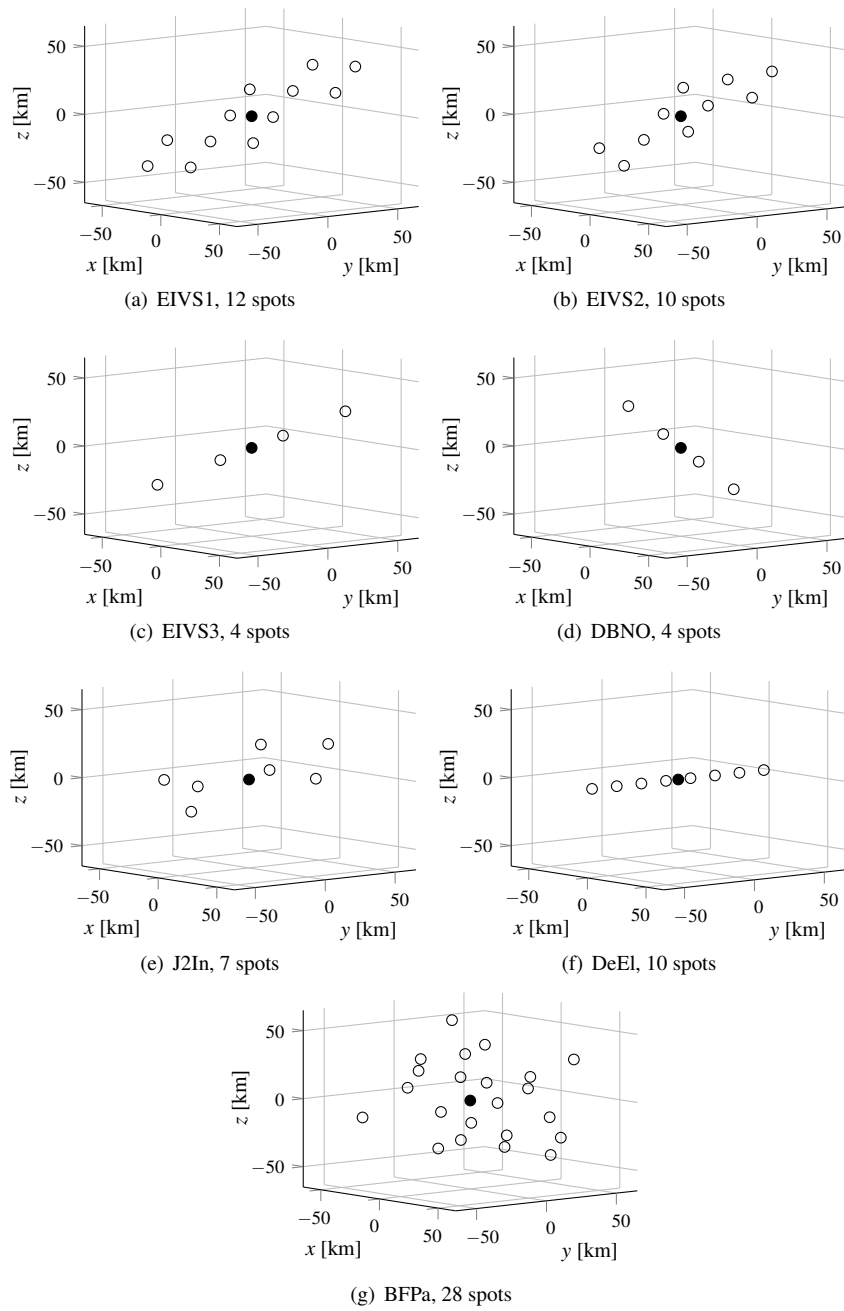 50
0
−50
z [km]
−50
0
50
x [km]
−50
0
50
y [km]
(a) EIVS1, 12 spots
50
0
−50
z [km]
−50
0
50
x [km]
−50
0
50
y [km]
(b) EIVS2, 10 spots
50
0
−50
z [km]
−50
0
50
x [km]
−50
0
50
y [km]
(c) EIVS3, 4 spots
50
0
−50
z [km]
−50
0
50
x [km]
−50
0
50
y [km]
(d) DBNO, 4 spots
50
0
−50
z [km]
−50
0
50
x [km]
−50
0
50
y [km]
(e) J2In, 7 spots
50
0
−50
z [km]
−50
0
50
x [km]
−50
0
50
y [km]
(f) DeEl, 10 spots
50
0
−50
z [km]
−50
0
50
x [km]
−50
0
50
y [km]
(g) BFPa, 28 spots